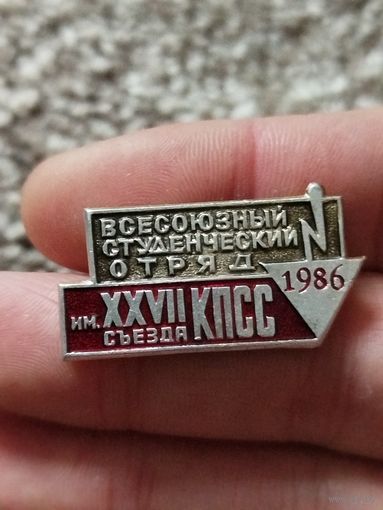 ВСЕСОЮЗНЫЙ
СТУДЕНЧЕСКИЙ
ОТРЯД
1986
ИМ. XXVII КПСС
СЪЕЗДА